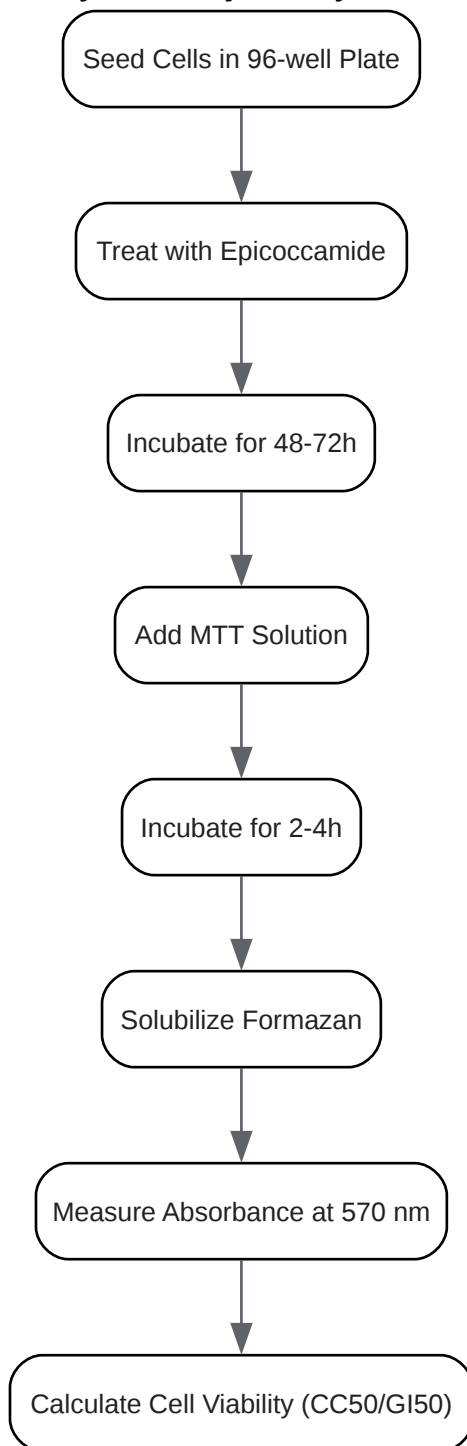 Seed Cells in 96-well Plate
Treat with Epicoccamide
Incubate for 48-72h
Add MTT Solution
Incubate for 2-4h
Solubilize Formazan
Measure Absorbance at 570 nm
Calculate Cell Viability (CC50/GI50)